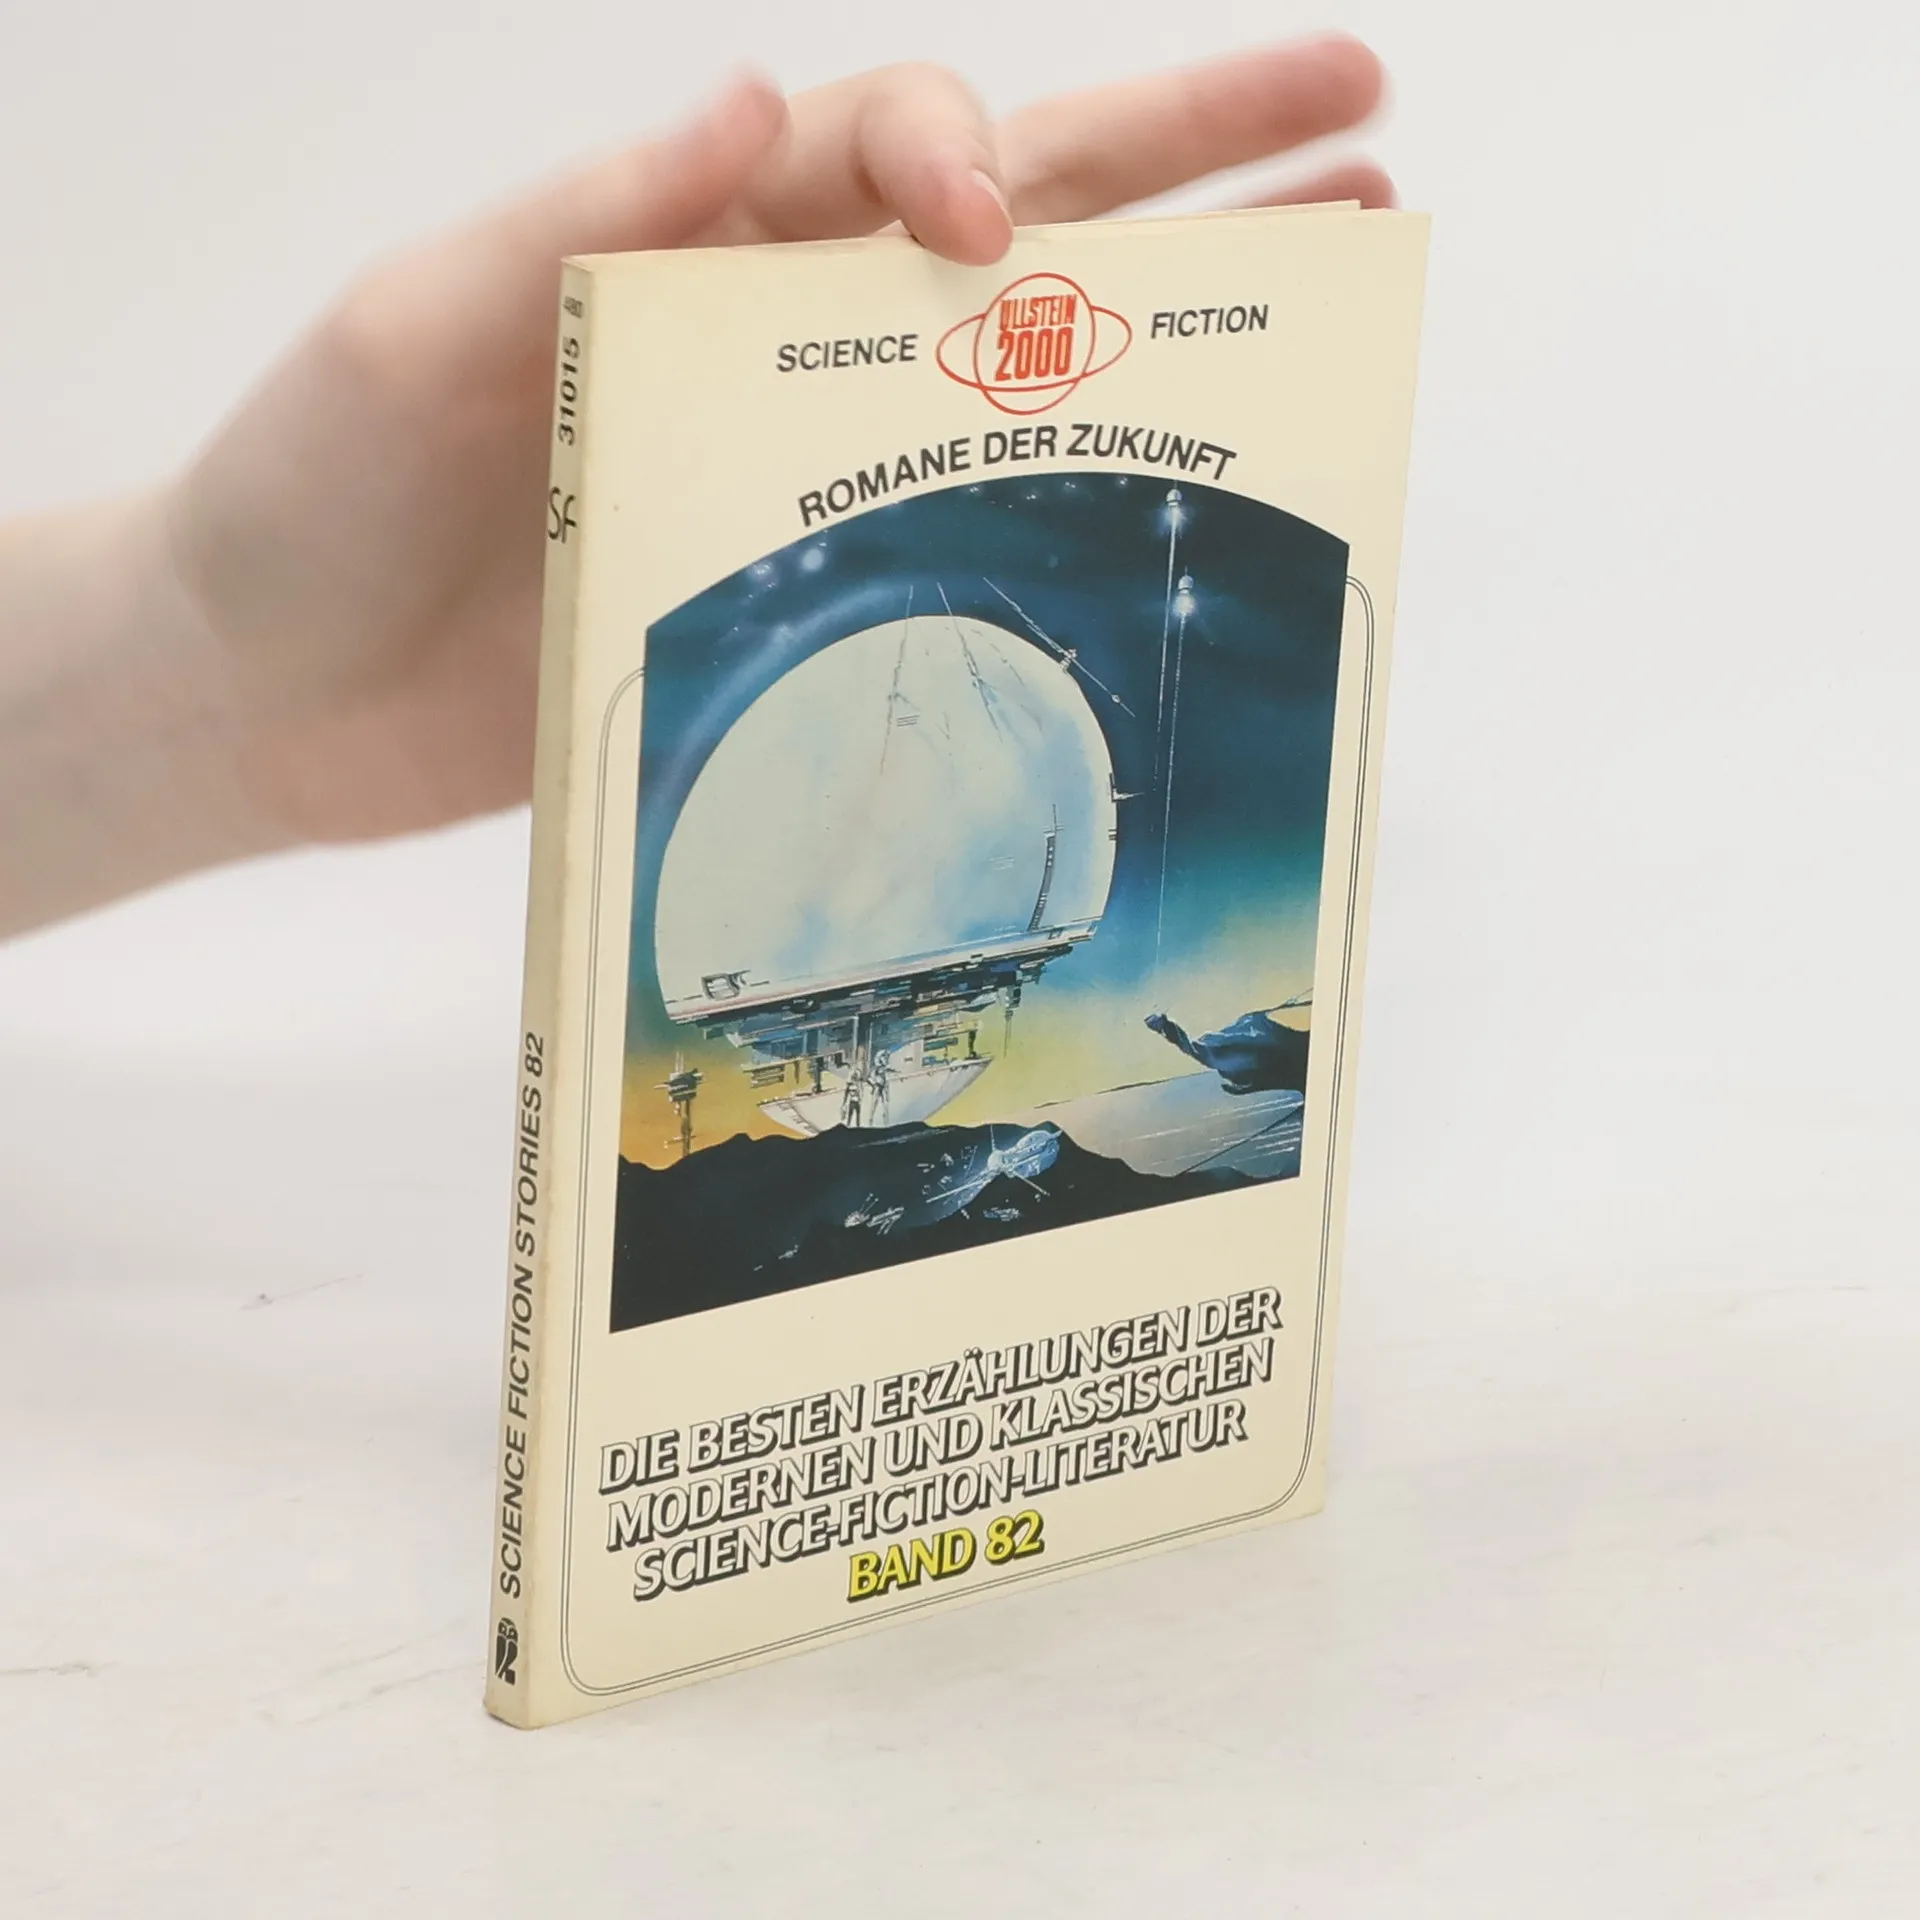 SCIENCE
ULLSTEIN
2000
FICTION
ROMANE DER ZUKUNFT
DIE BESTEN ERZÄHLUNGEN DER
MODERNEN UND KLASSISCHEN
SCIENCE-FICTION-LITERATUR
BAND 82
31015
SF
SCIENCE FICTION STORIES 82